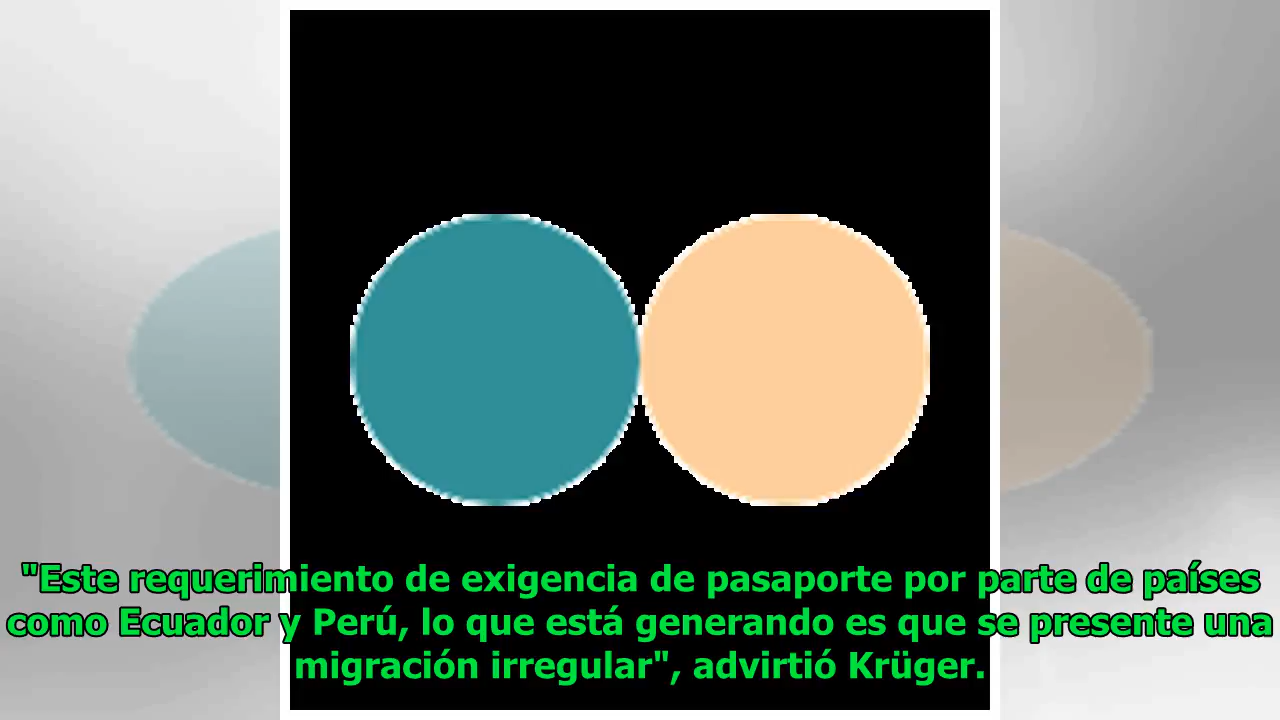 "Este requerimiento de exigencia de pasaporte por parte de países
como Ecuador y Perú, lo que está generando es que se presente una
migración irregular", advirtió Krüger.